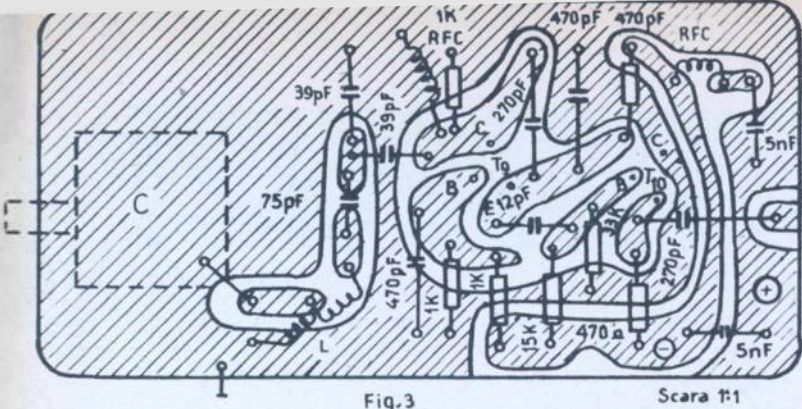 1K
RFC
470pF
470pF
RFC
39pF
39pF
270pF
C
C
C
5nF
75pF
B
T9
E
12pF
B
T10
3K
470pF
1K
1K
15K
470Ω
270pF
+
-
5nF
L
Fig.3
Scara 1:1